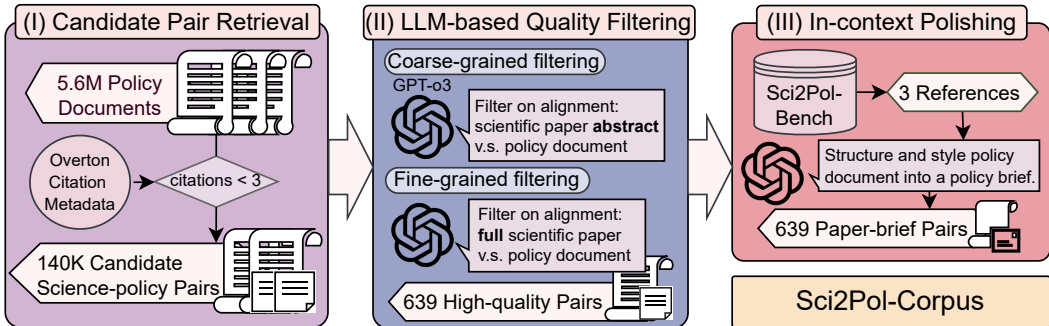 (I) Candidate Pair Retrieval
5.6M Policy
Documents
Overton
Citation
Metadata
citations < 3
140K Candidate
Science-policy Pairs
(II) LLM-based Quality Filtering
Coarse-grained filtering
GPT-o3
Filter on alignment:
scientific paper abstract
v.s. policy document
Fine-grained filtering
Filter on alignment:
full scientific paper
v.s. policy document
639 High-quality Pairs
(III) In-context Polishing
Sci2Pol-
Bench
3 References
Structure and style policy
document into a policy brief.
639 Paper-brief Pairs
Sci2Pol-Corpus